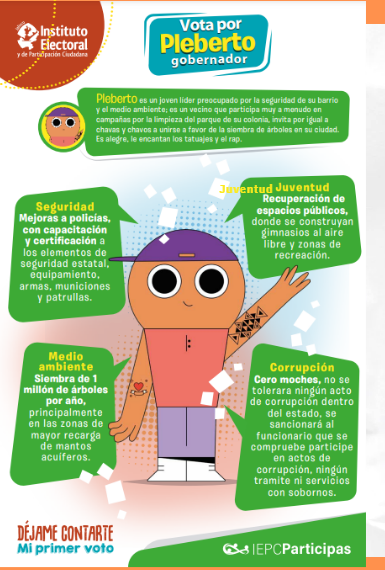 Instituto
Electoral
y de Participación Ciudadana
Vota por
Pleberto
gobernador
Pleberto es un joven líder preocupado por la seguridad de su barrio
y el medio ambiente; es un vecino que participa muy a menudo en
campañas por la limpieza del parque de su colonia, invita por igual a
chavas y chavos a unirse a favor de la siembra de árboles en su ciudad.
Es alegre, le encantan los tatuajes y el rap.
Seguridad
Mejoras a policías,
con capacitación
y certificación a
los elementos de
seguridad estatal,
equipamiento,
armas, municiones
y patrullas.
Juventud Juventud
Recuperación de
espacios públicos,
donde se construyan
gimnasios al aire
libre y zonas de
recreación.
Medio
ambiente
Siembra de 1
millón de árboles
por año,
principalmente
en las zonas de
mayor recarga
de mantos
acuíferos.
Corrupción
Cero moches, no se
tolerara ningún acto
de corrupción dentro
del estado, se
sancionará al
funcionario que se
compruebe participe
en actos de
corrupción, ningún
tramite ni servicios
con sobornos.
DÉJAME CONTARTE
Mi primer voto
IEPCParticipas